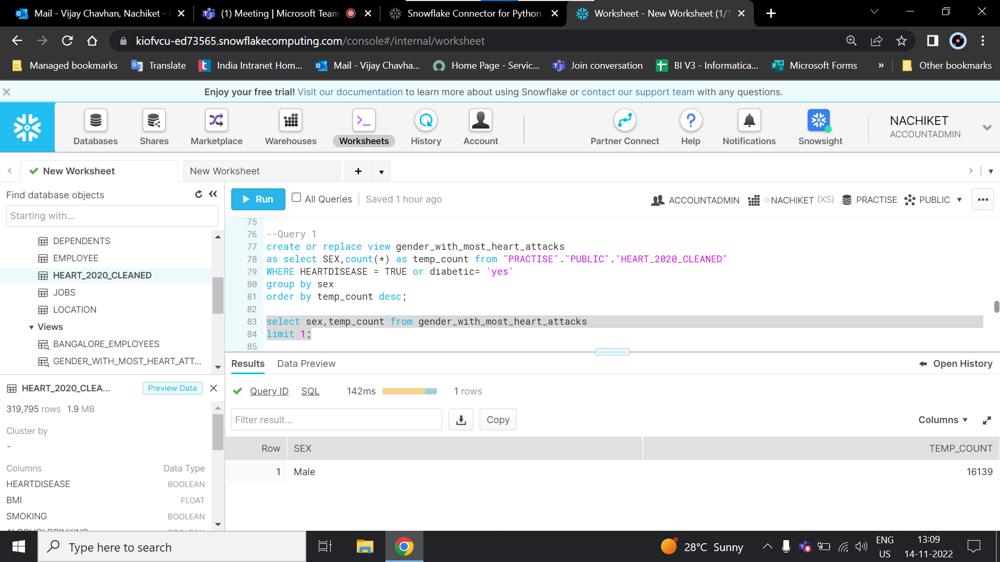 Mail - Vijay Chavhan, Nachiket -
(1) Meeting | Microsoft Team
Snowflake Connector for Python
Worksheet - New Worksheet (1/1
kiofvcu-ed73565.snowflakecomputing.com/console#/internal/worksheet
Managed bookmarks
Translate
India Intranet Hom...
Mail - Vijay Chavha...
Home Page - Servic...
Join conversation
BI V3 - Informatica...
Microsoft Forms
»
Other bookmarks
Enjoy your free trial! Visit our documentation to learn more about using Snowflake or contact our support team with any questions.
Databases
Shares
Marketplace
Warehouses
Worksheets
History
Account
Partner Connect
Help
Notifications
Snowsight
NACHIKET
ACCOUNTADMIN
New Worksheet
New Worksheet
Find database objects
Starting with...
DEPENDENTS
EMPLOYEE
HEART_2020_CLEANED
JOBS
LOCATION
Views
BANGALORE_EMPLOYEES
GENDER_WITH_MOST_HEART_ATT...
HEART_2020_CLEA...
Preview Data
319,795 rows 1.9 MB
Cluster by
-
Columns Data Type
HEARTDISEASE BOOLEAN
BMI FLOAT
SMOKING BOOLEAN
Run
All Queries
Saved 1 hour ago
ACCOUNTADMIN
NACHIKET (XS)
PRACTISE
PUBLIC
75
76 --Query 1
77 create or replace view gender_with_most_heart_attacks
78 as select SEX,count(*) as temp_count from "PRACTISE"."PUBLIC"."HEART_2020_CLEANED"
79 WHERE HEARTDISEASE = TRUE or diabetic= 'yes'
80 group by sex
81 order by temp_count desc;
82
83 select sex,temp_count from gender_with_most_heart_attacks
84 limit 1;
85
Results
Data Preview
Open History
Query ID
SQL
142ms
1 rows
Filter result...
Copy
Columns
Row SEX TEMP_COUNT
1 Male 16139
Type here to search
28°C Sunny
ENG
US
13:09
14-11-2022